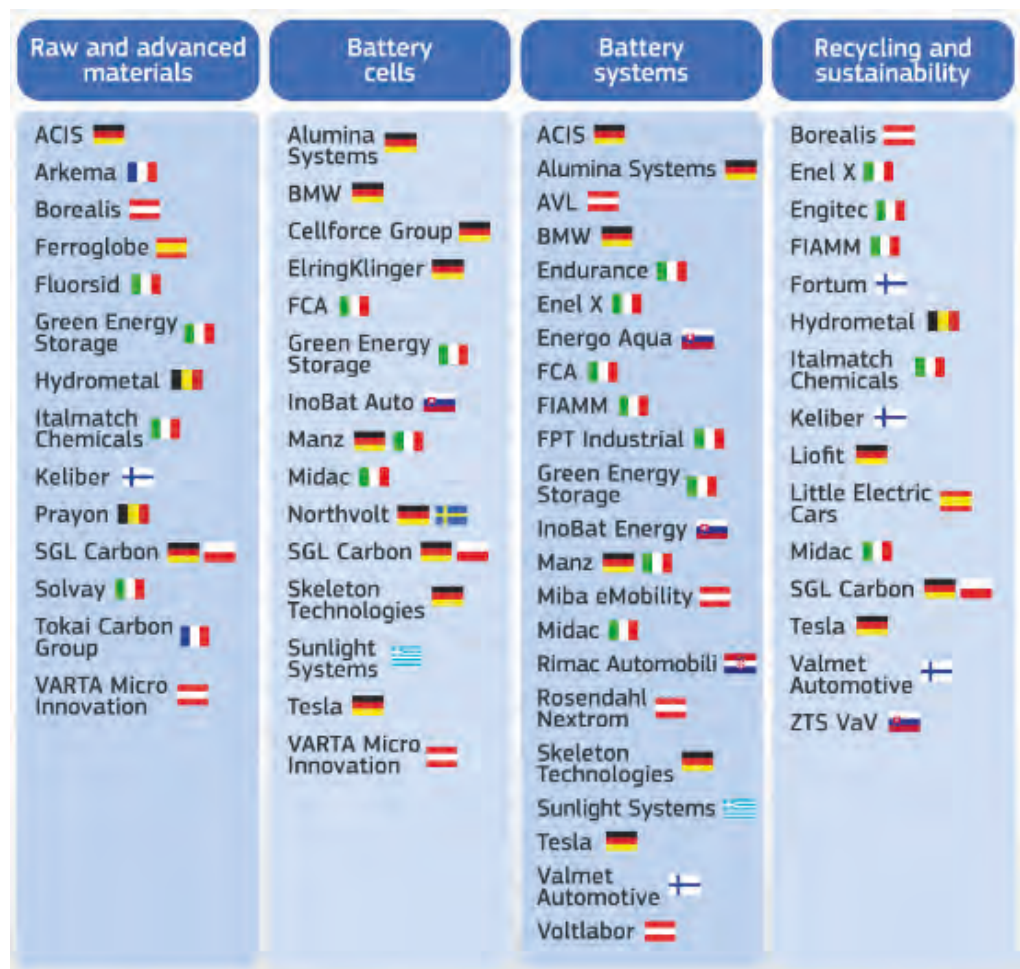 Raw and advanced
materials
ACIS
Arkema
Borealis
Ferroglobe
Fluorsid
Green Energy
Storage
Hydrometal
Italmatch
Chemicals
Keliber
Prayon
SGL Carbon
Solvay
Tokai Carbon
Group
VARTA Micro
Innovation
Battery
cells
Alumina
Systems
BMW
Cellforce Group
ElringKlinger
FCA
Green Energy
Storage
InoBat Auto
Manz
Midac
Northvolt
SGL Carbon
Skeleton
Technologies
Sunlight
Systems
Tesla
VARTA Micro
Innovation
Battery
systems
ACIS
Alumina Systems
AVL
BMW
Endurance
Enel X
Energo Aqua
FCA
FIAMM
FPT Industrial
Green Energy
Storage
InoBat Energy
Manz
Miba eMobility
Midac
Rimac Automobili
Rosendahl
Nextrom
Skeleton
Technologies
Sunlight Systems
Tesla
Valmet
Automotive
Voltlabor
Recycling and
sustainability
Borealis
Enel X
Engitec
FIAMM
Fortum
Hydrometal
Italmatch
Chemicals
Keliber
Liofit
Little Electric
Cars
Midac
SGL Carbon
Tesla
Valmet
Automotive
ZTS VaV